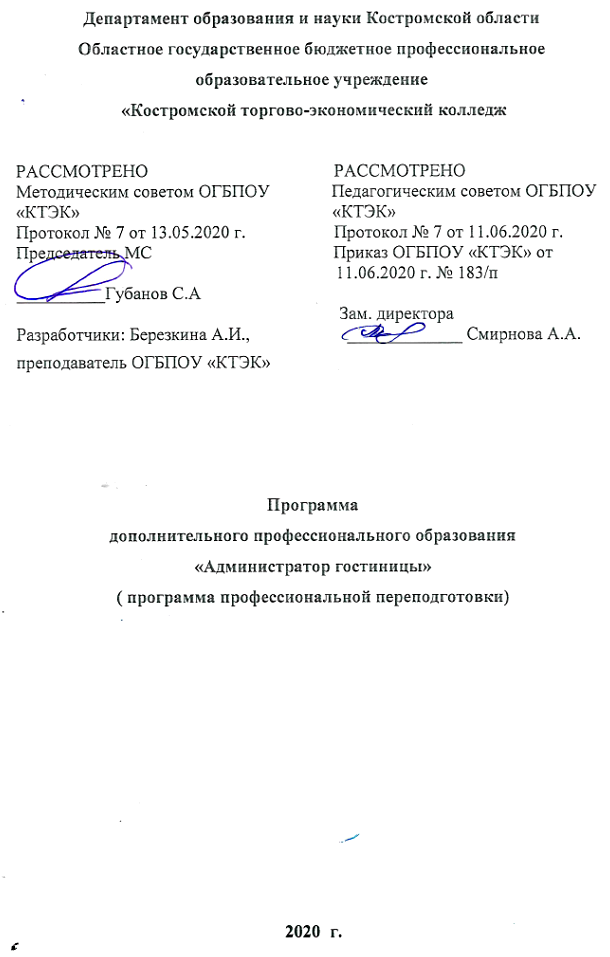 Департамент образования и науки Костромской области
Областное государственное бюджетное профессиональное
образовательное учреждение
«Костромской торгово-экономический колледж
РАССМОТРЕНО
Методическим советом ОГБПОУ
«КТЭК»
Протокол № 7 от 13.05.2020 г.
Председатель МС
____________Губанов С.А
Разработчики: Березкина А.И.,
преподаватель ОГБПОУ «КТЭК»
РАССМОТРЕНО
Педагогическим советом ОГБПОУ
«КТЭК»
Протокол № 7 от 11.06.2020 г.
Приказ ОГБПОУ «КТЭК» от
11.06.2020 г. № 183/п
Зам. директора
_____________ Смирнова А.А.
Программа
дополнительного профессионального образования
«Администратор гостиницы»
( программа профессиональной переподготовки)
2020 г.